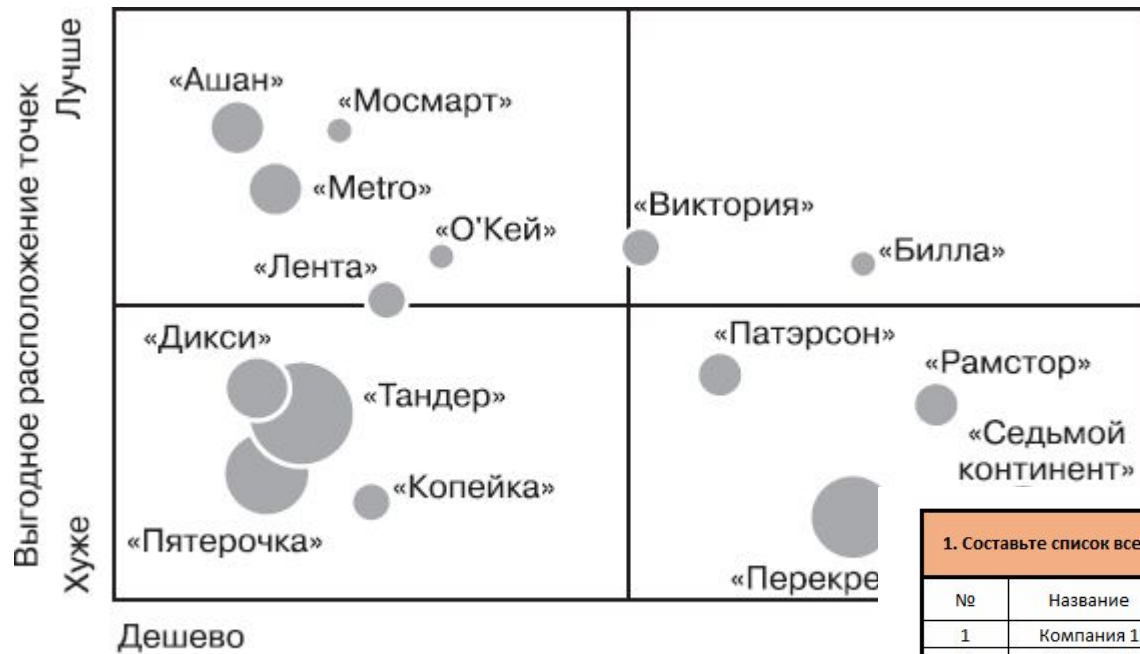 Выгодное расположение точек
Лучше
Хуже
«Ашан»
«Мосмарт»
«Metro»
«О'Кей»
«Виктория»
«Билла»
«Лента»
«Дикси»
«Тандер»
«Патэрсон»
«Рамстор»
«Седьмой
континент»
«Копейка»
«Пятерочка»
«Перекре
Дешево
1. Составьте список все
№ Название
1 Компания 1